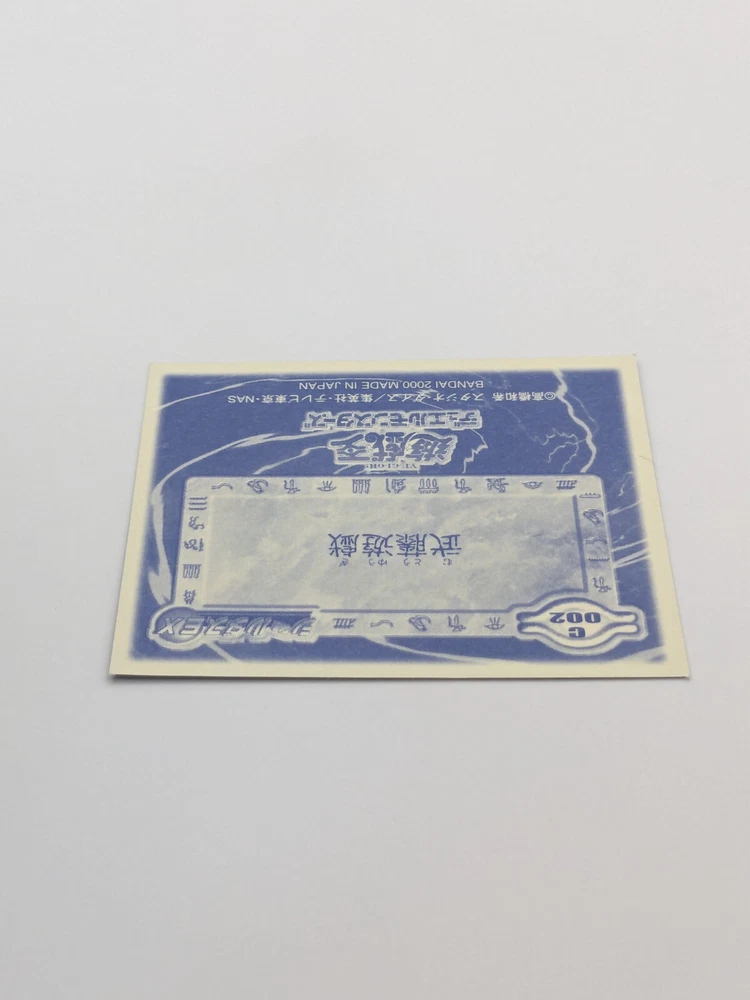 C
002
シールダスEX
むとうゆうぎ
武藤遊戯
YU-GI-OH!
遊戯王
デュエルモンスターズ
©高橋和希 スタジオ・ダイス/集英社・テレビ東京・NAS
BANDAI 2000 MADE IN JAPAN